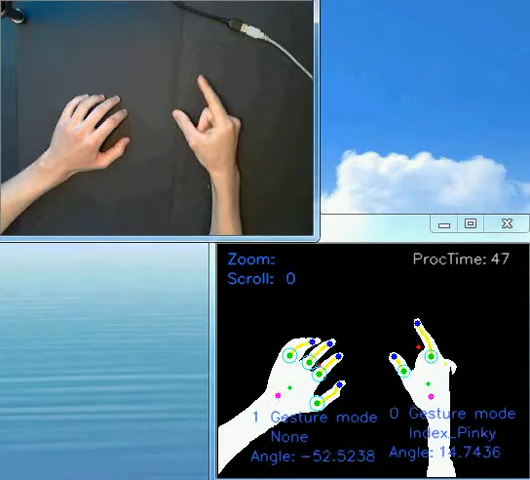 Zoom:
ProcTime: 47
Scroll: 0
1 Gesture mode
0 Gesture mode
None
Index_Pinky
Angle: -52.5238
Angle: 14.7436